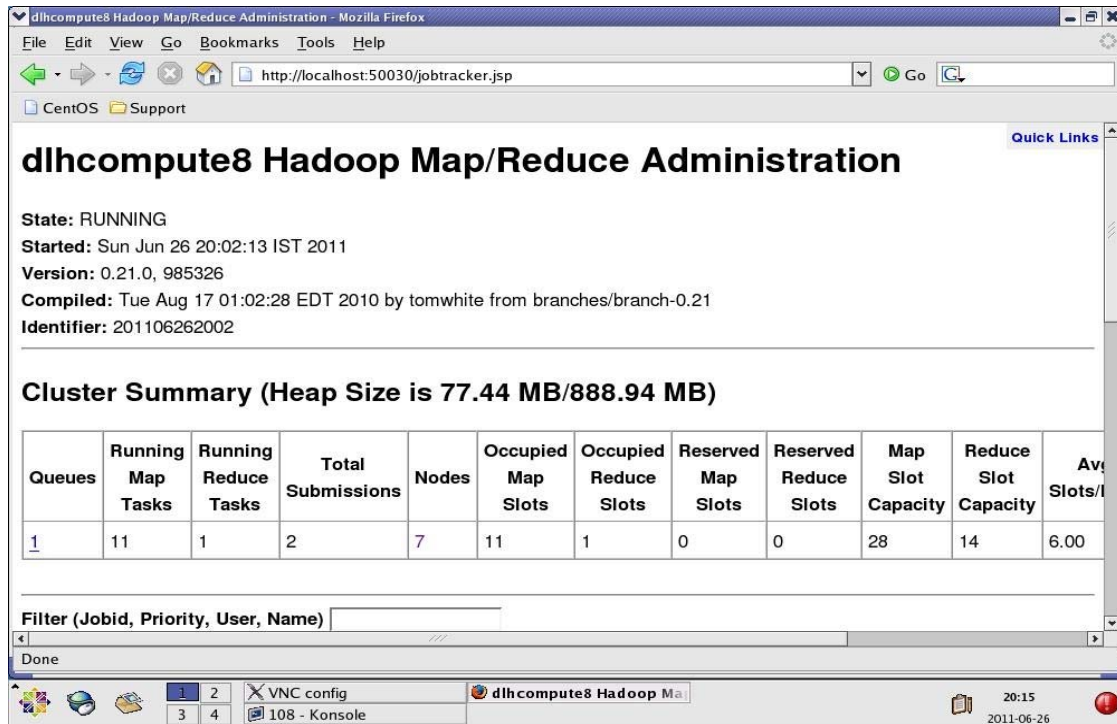 dlhcompute8 Hadoop Map/Reduce Administration - Mozilla Firefox
File Edit View Go Bookmarks Tools Help
http://localhost:50030/jobtracker.jsp Go G
CentOS Support
Quick Links
dlhcompute8 Hadoop Map/Reduce Administration
State: RUNNING
Started: Sun Jun 26 20:02:13 IST 2011
Version: 0.21.0, 985326
Compiled: Tue Aug 17 01:02:28 EDT 2010 by tomwhite from branches/branch-0.21
Identifier: 201106262002
Cluster Summary (Heap Size is 77.44 MB/888.94 MB)
Queues Running Map Tasks Running Reduce Tasks Total Submissions Nodes Occupied Map Slots Occupied Reduce Slots Reserved Map Slots Reserved Reduce Slots Map Slot Capacity Reduce Slot Capacity Slots/
1 11 1 2 7 11 1 0 0 28 14 6.00
Filter (Jobid, Priority, User, Name)
Done
1 2 VNC config dlhcompute8 Hadoop Ma
3 4 108 - Konsole
20:15
2011-06-26